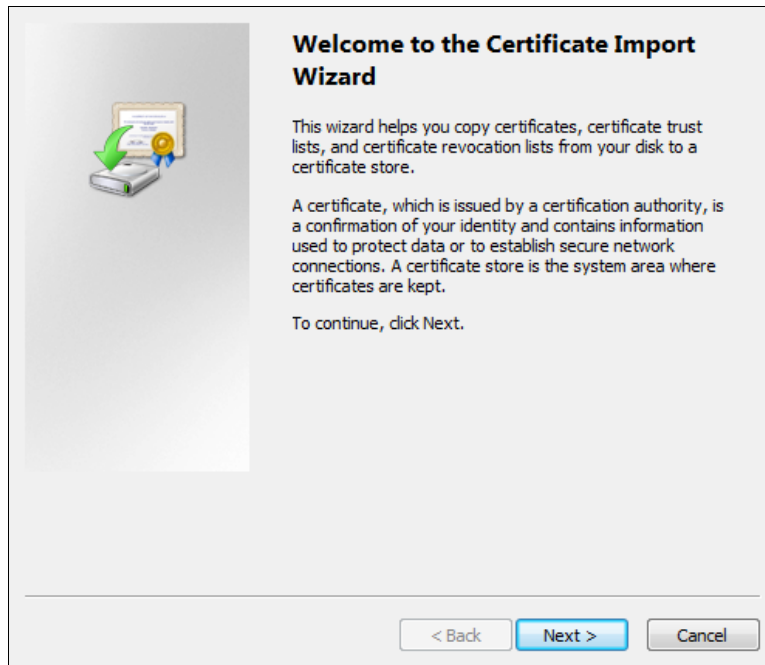 Welcome to the Certificate Import
Wizard
This wizard helps you copy certificates, certificate trust
lists, and certificate revocation lists from your disk to a
certificate store.
A certificate, which is issued by a certification authority, is
a confirmation of your identity and contains information
used to protect data or to establish secure network
connections. A certificate store is the system area where
certificates are kept.
To continue, click Next.
< Back Next > Cancel